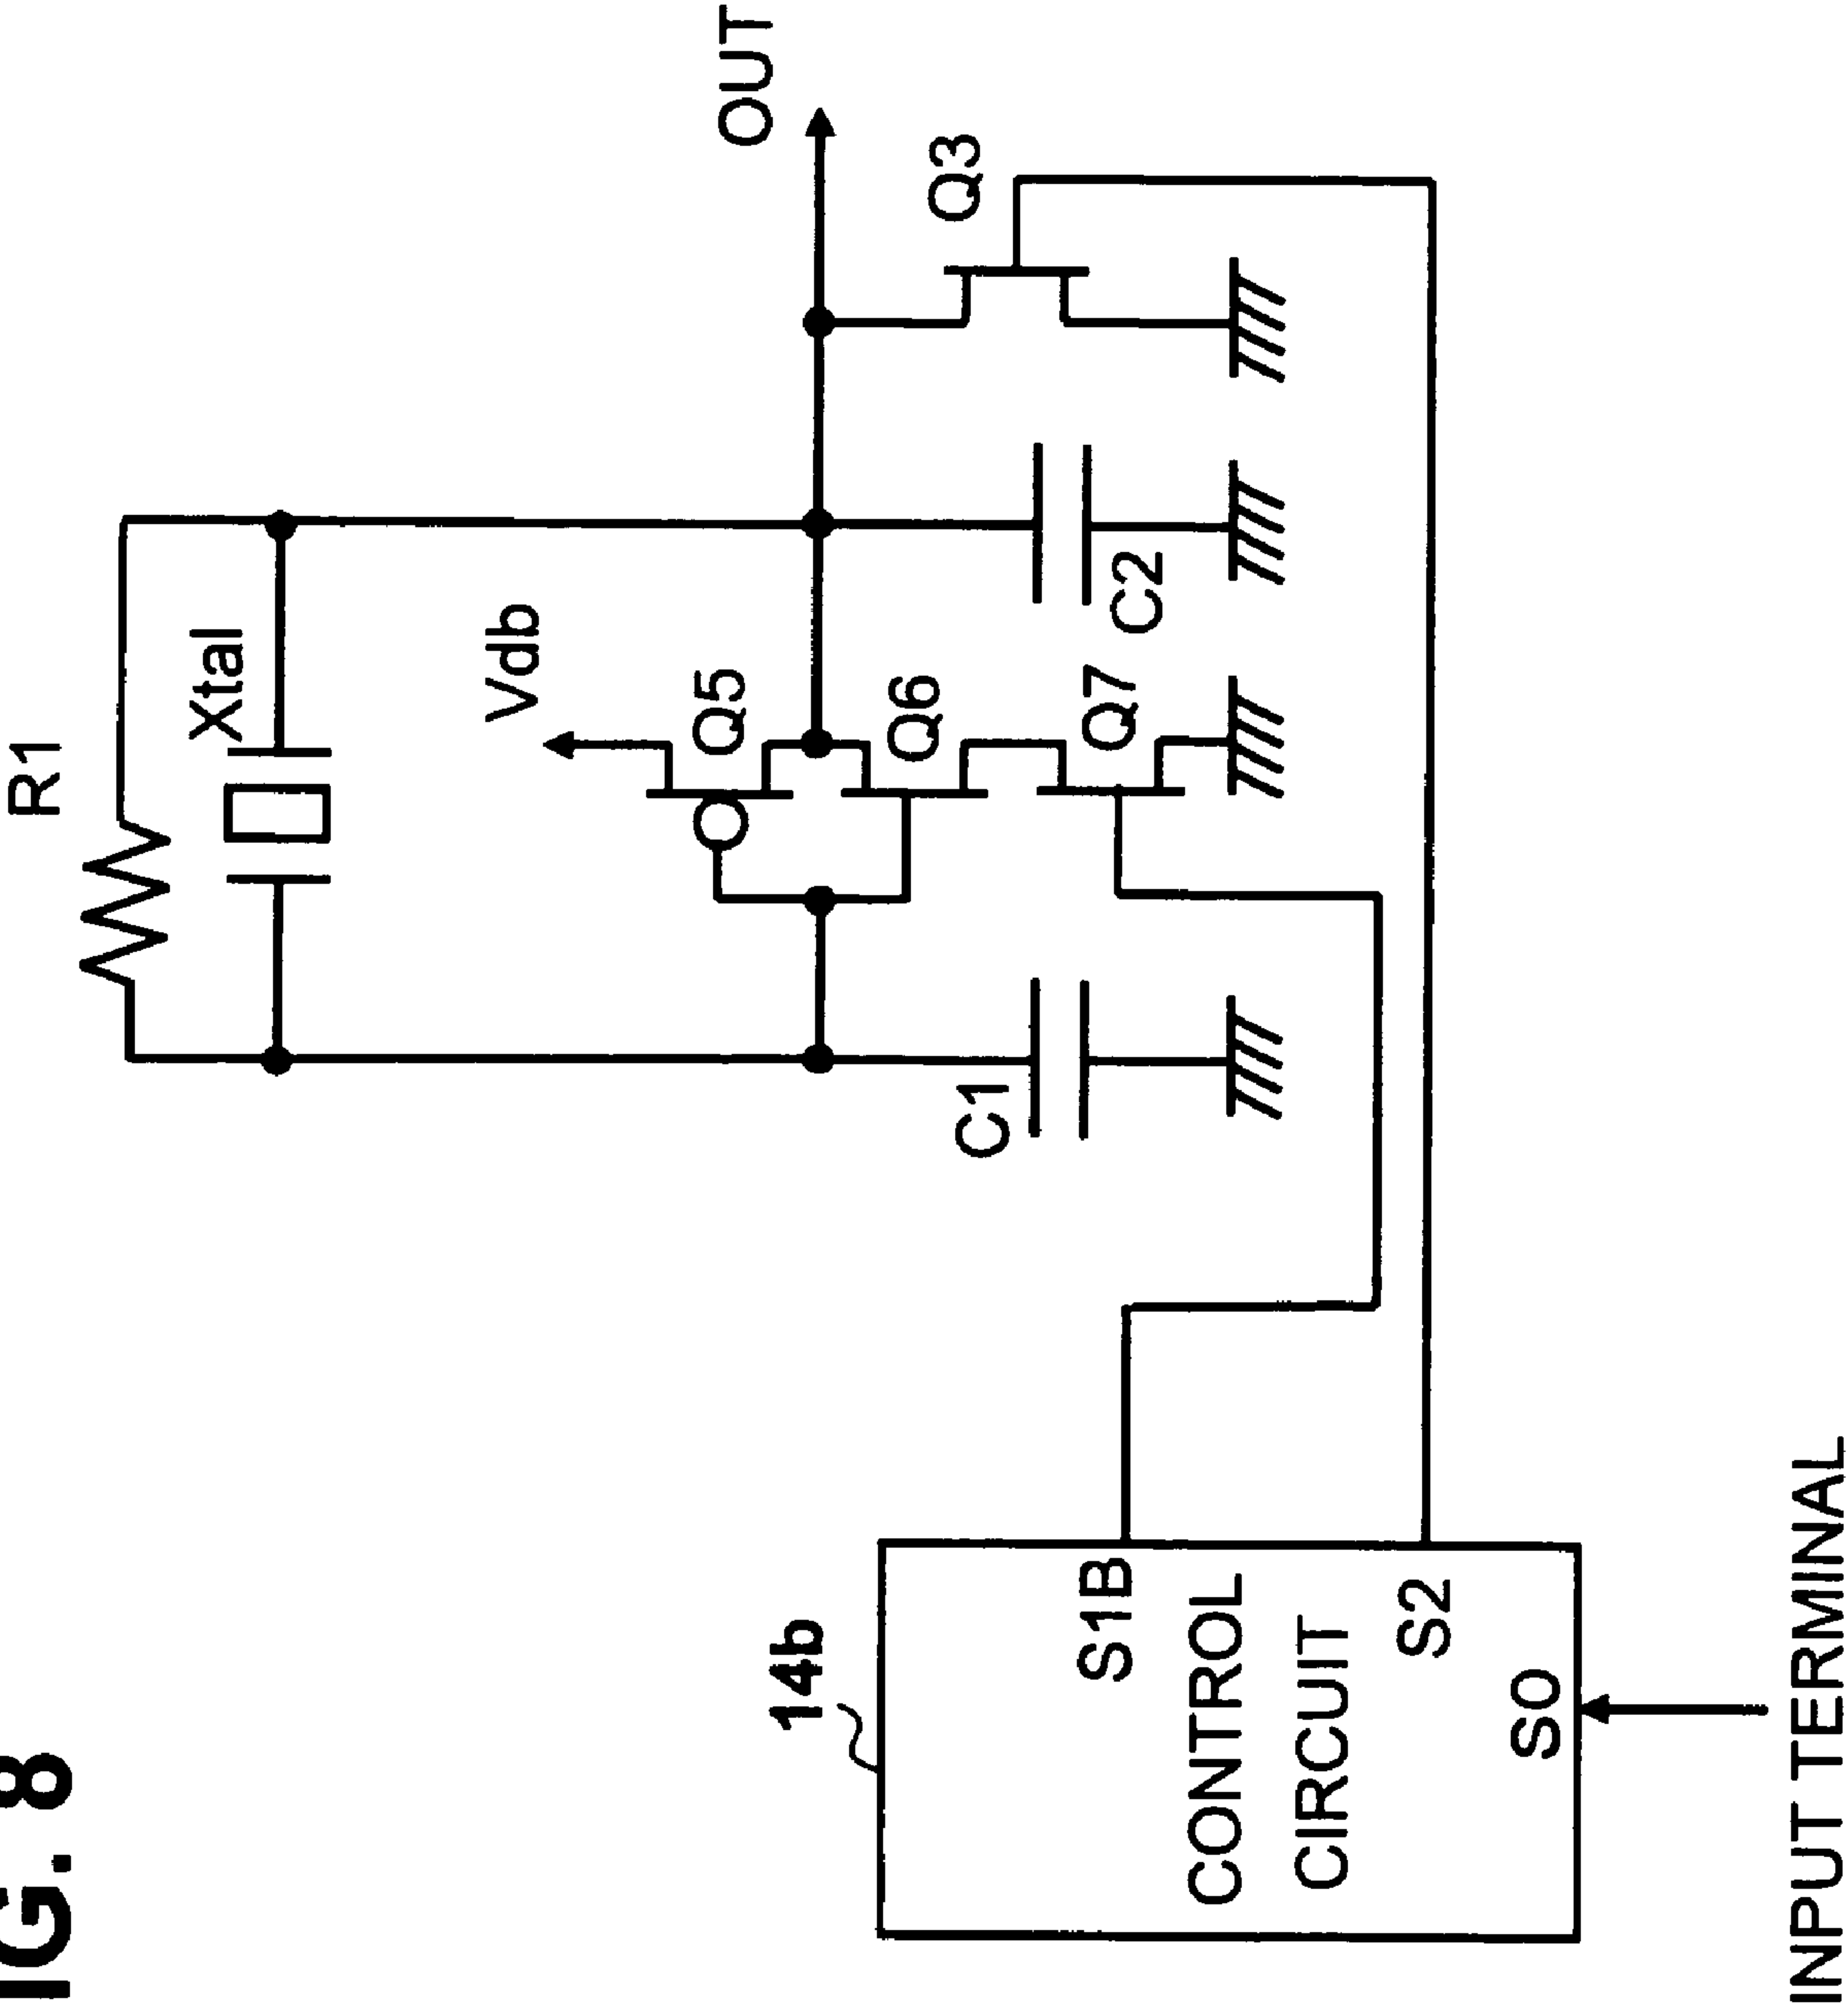 IG. 8
R1
Xtal
Vdb
Q5
OUT
Q6
Q3
C1
Q7
C2
14b
S1B
CONTROL
CIRCUIT
S2
SO
INPUT TERMINAL